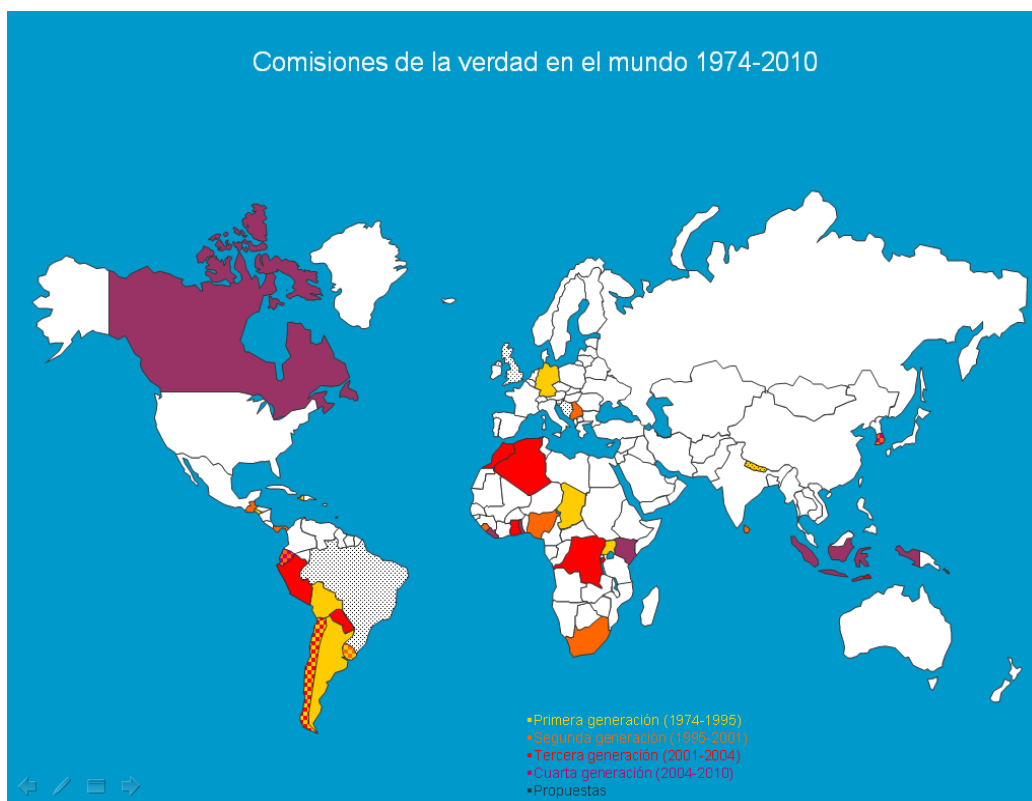 Comisiones de la verdad en el mundo 1974-2010
▪Primera generación (1974-1995)
▪Segunda generación (1995-2001)
▪Tercera generación (2001-2004)
▪Cuarta generación (2004-2010)
▪Propuestas